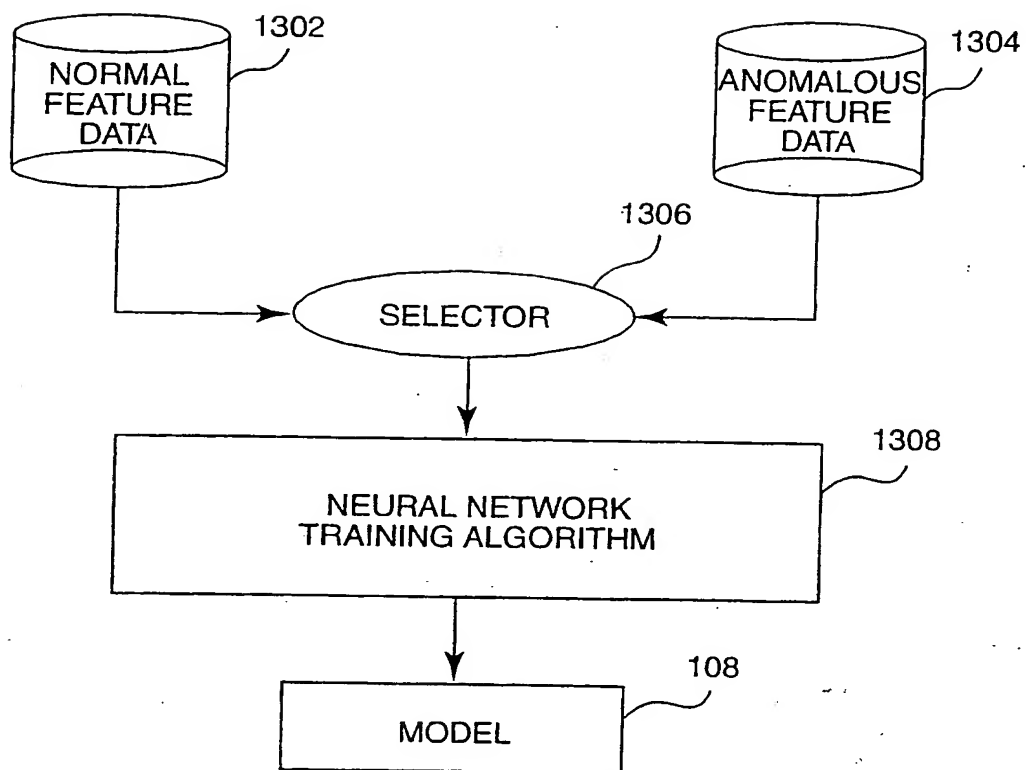 1302
NORMAL
FEATURE
DATA
1304
ANOMALOUS
FEATURE
DATA
1306
SELECTOR
1308
NEURAL NETWORK
TRAINING ALGORITHM
108
MODEL